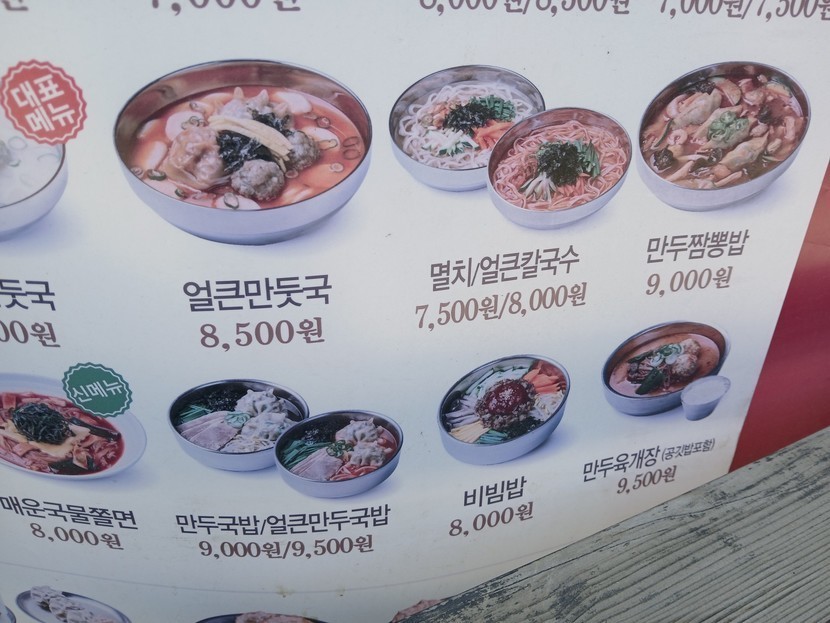 대표
메뉴
얼큰만둣국
8,500원
멸치/얼큰칼국수
7,500원/8,000원
만두짬뽕밥
9,000원
둣국
00원
신메뉴
매운국물쫄면
8,000원
만두국밥/얼큰만두국밥
9,000원/9,500원
비빔밥
8,000원
만두육개장 (공깃밥포함)
9,500원